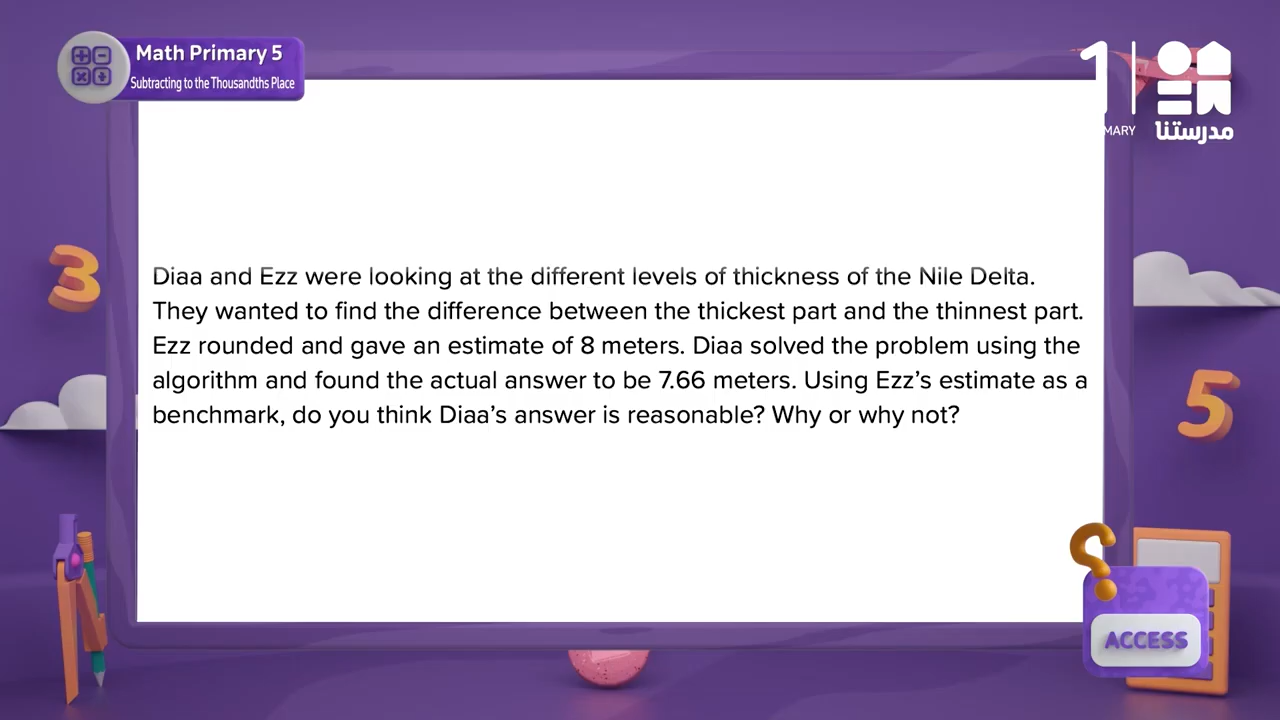 Math Primary 5
Subtracting to the Thousandths Place
1
MARY
مدرستنا
3
Diaa and Ezz were looking at the different levels of thickness of the Nile Delta.
They wanted to find the difference between the thickest part and the thinnest part.
Ezz rounded and gave an estimate of 8 meters. Diaa solved the problem using the
algorithm and found the actual answer to be 7.66 meters. Using Ezz’s estimate as a
benchmark, do you think Diaa’s answer is reasonable? Why or why not?
5
?
ACCESS